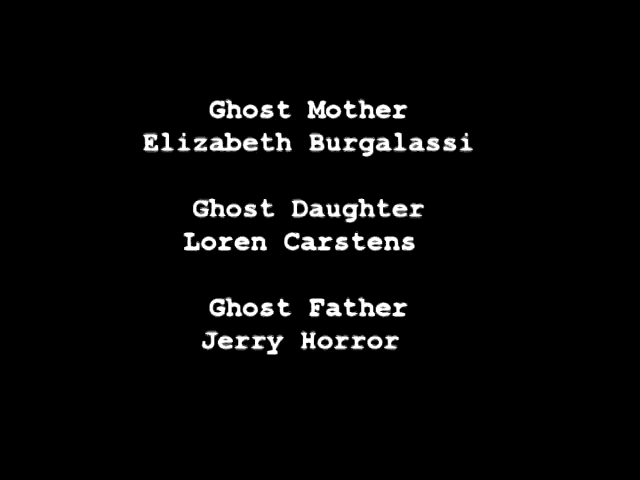 Ghost Mother
Elizabeth Burgalassi
Ghost Daughter
Loren Carstens
Ghost Father
Jerry Horror